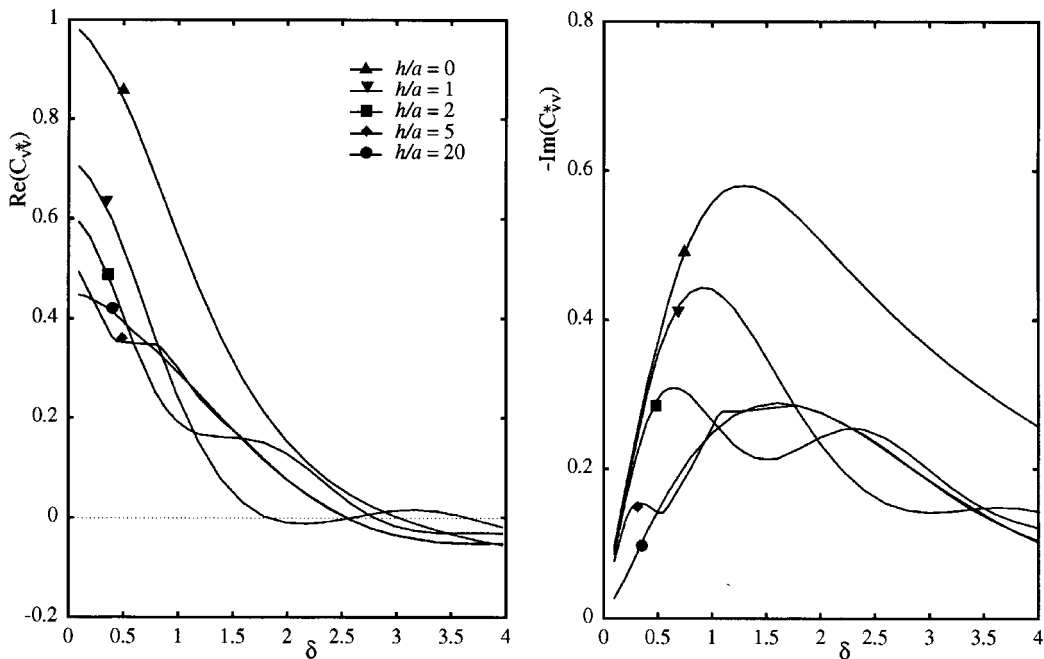 1
0.8
0.6
0.4
0.2
0
-0.2
Re(C*vv)
0 0.5 1 1.5 2 2.5 3 3.5 4
δ
h/a = 0
h/a = 1
h/a = 2
h/a = 5
h/a = 20
0.8
0.6
0.4
0.2
0
-Im(C*vv)
0 0.5 1 1.5 2 2.5 3 3.5 4
δ